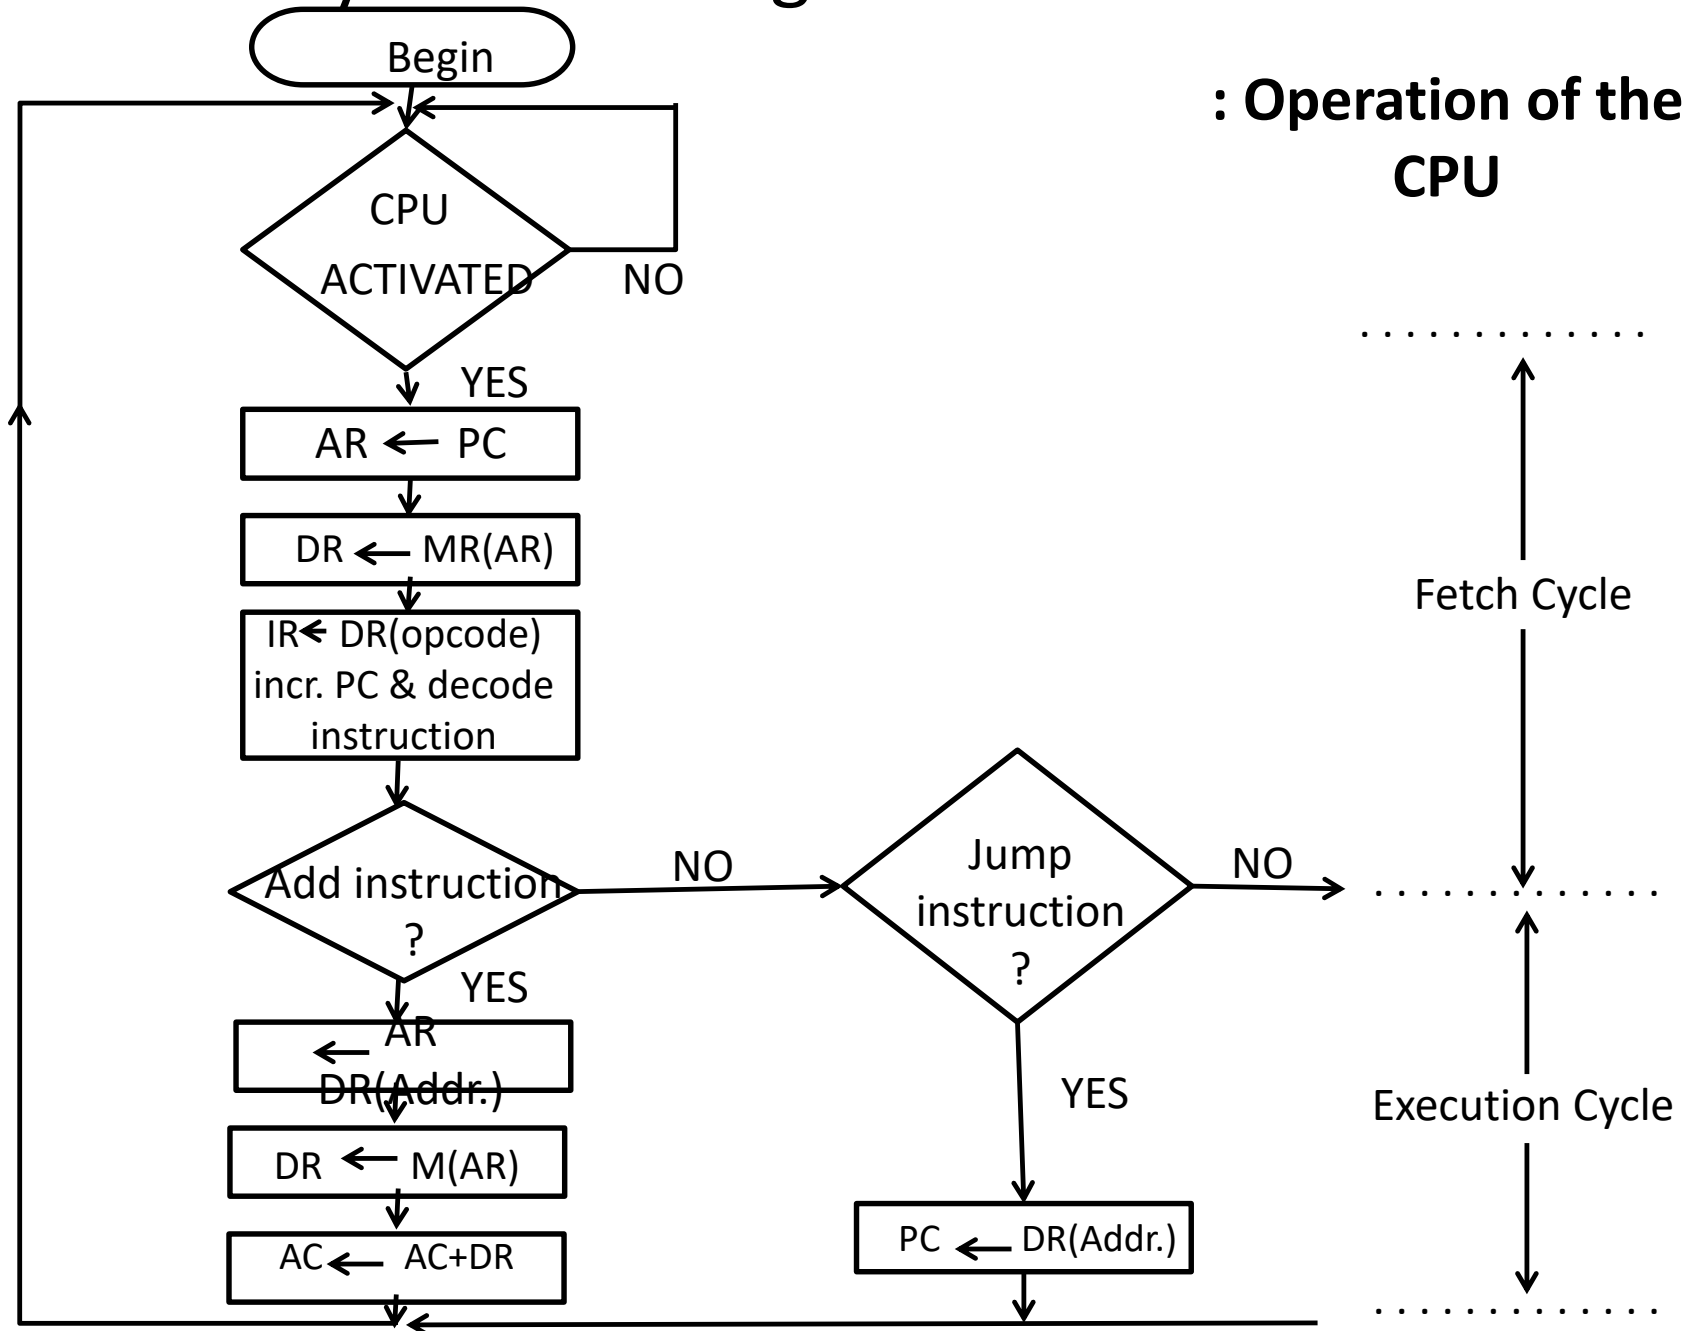 Begin
: Operation of the
CPU
CPU
ACTIVATED
NO
YES
AR ← PC
DR ← MR(AR)
IR← DR(opcode)
incr. PC & decode
instruction
Fetch Cycle
Add instruction
?
NO
Jump
instruction
?
NO
YES
← AR
DR(Addr.)
YES
Execution Cycle
DR ← M(AR)
PC ← DR(Addr.)
AC ← AC+DR